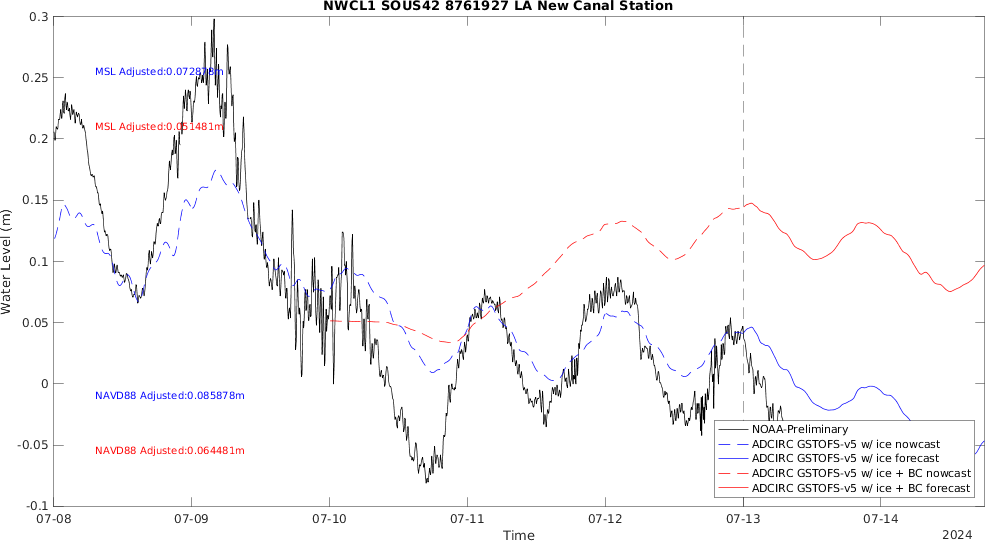 NWCL1 SOUS42 8761927 LA New Canal Station
0.3
0.25
0.2
0.15
0.1
0.05
0
-0.05
-0.1
Water Level (m)
MSL Adjusted:0.072878m
MSL Adjusted:0.051481m
NAVD88 Adjusted:0.085878m
NAVD88 Adjusted:0.064481m
NOAA-Preliminary
ADCIRC GSTOFS-v5 w/ ice nowcast
ADCIRC GSTOFS-v5 w/ ice forecast
ADCIRC GSTOFS-v5 w/ ice + BC nowcast
ADCIRC GSTOFS-v5 w/ ice + BC forecast
07-08 07-09 07-10 07-11 07-12 07-13 07-14
Time
2024